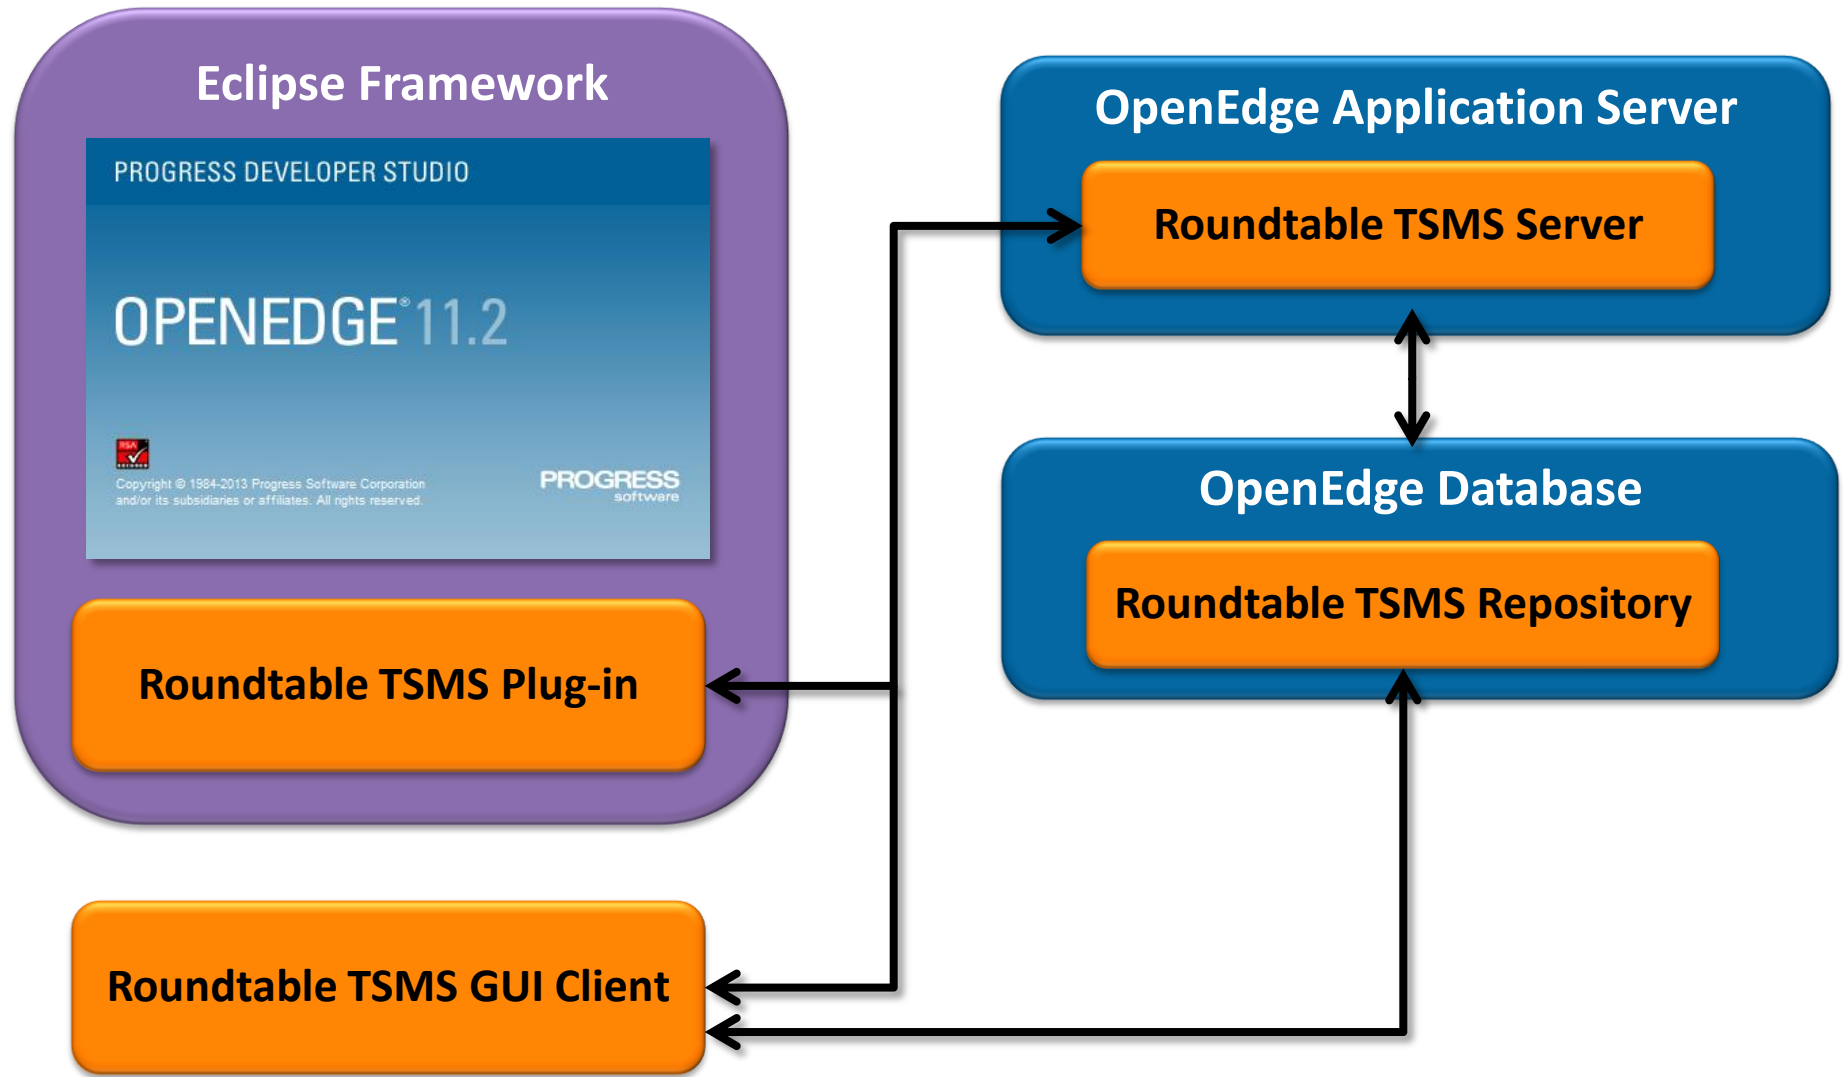 Eclipse Framework
PROGRESS DEVELOPER STUDIO
OPENEDGE® 11.2
RSA
SECURED
Copyright © 1984-2013 Progress Software Corporation
and/or its subsidiaries or affiliates. All rights reserved.
PROGRESS
software
Roundtable TSMS Plug-in
Roundtable TSMS GUI Client
OpenEdge Application Server
Roundtable TSMS Server
OpenEdge Database
Roundtable TSMS Repository